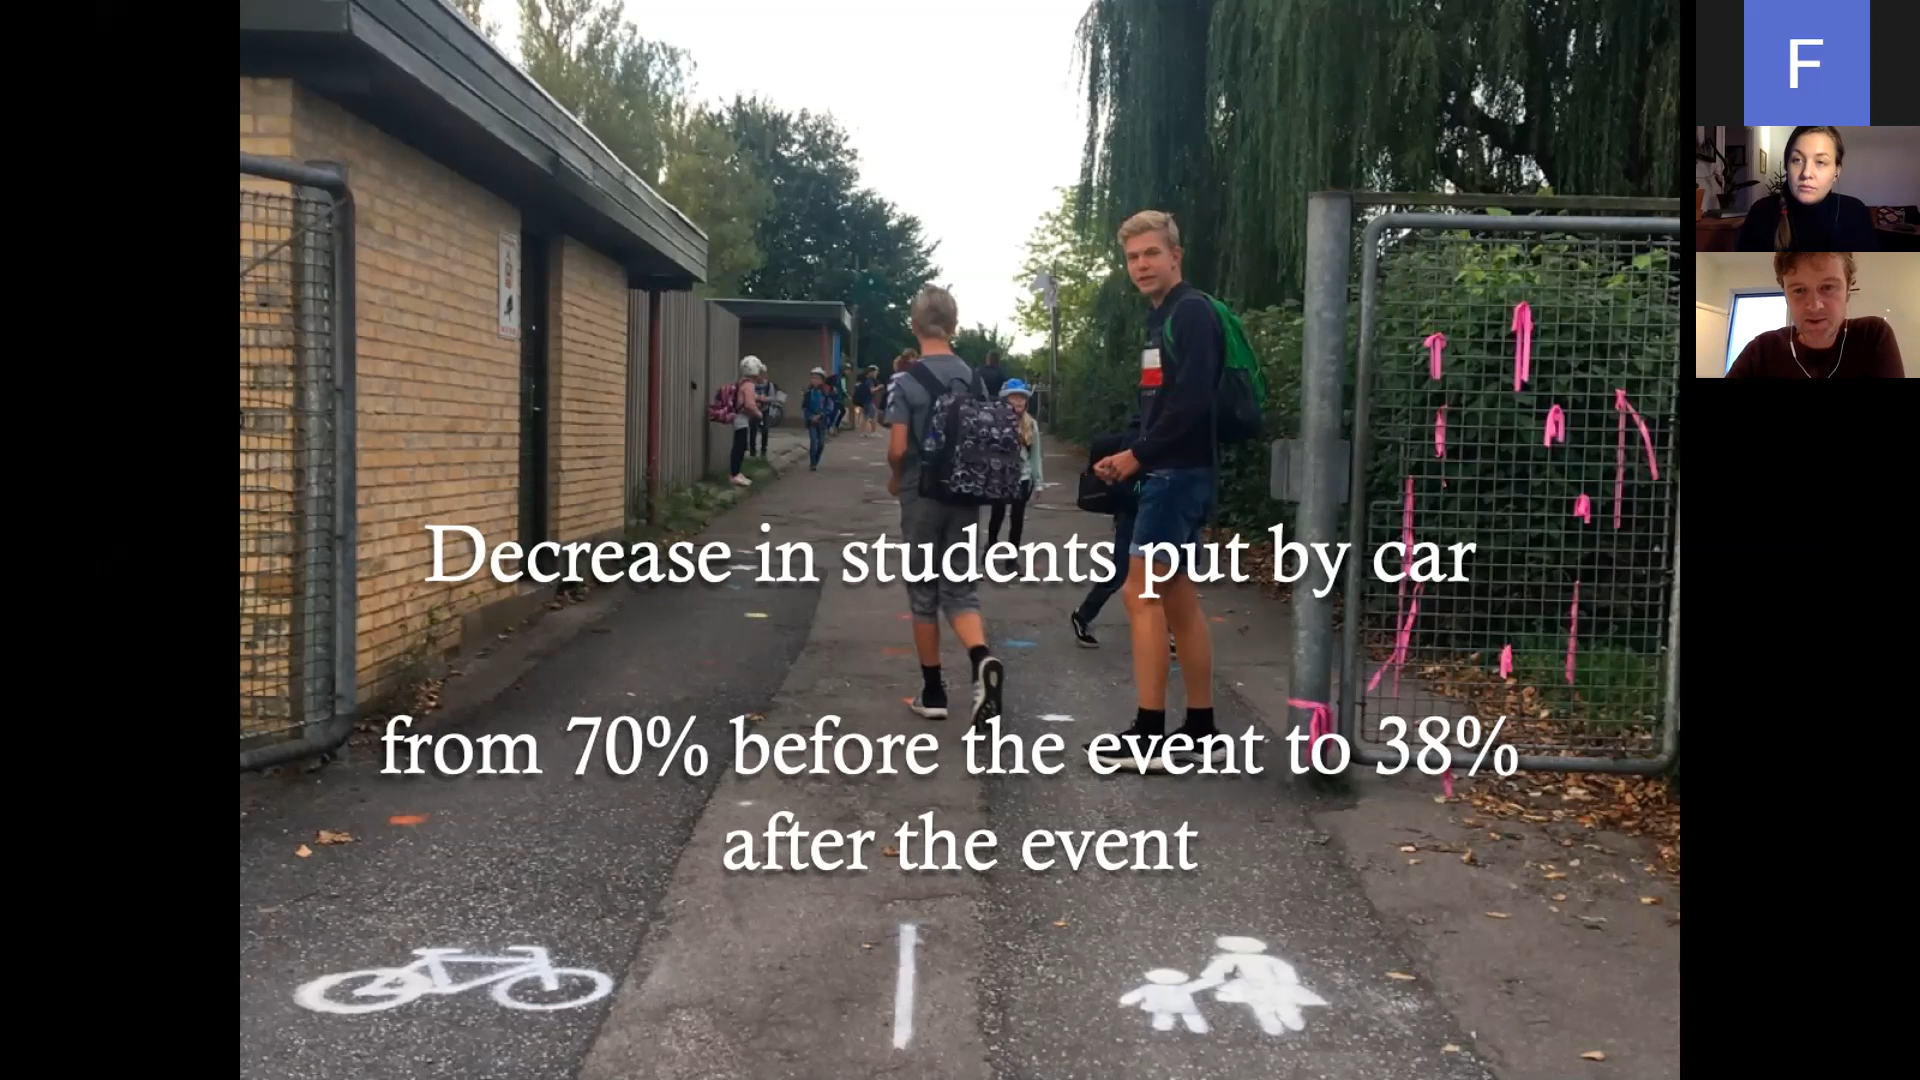 F
Decrease in students put by car
from 70% before the event to 38%
after the event